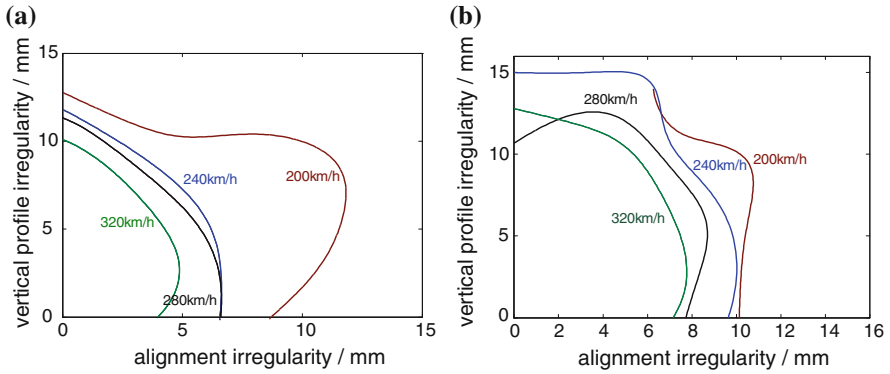 (a)
15
10
5
0
vertical profile irregularity / mm
200km/h
240km/h
320km/h
280km/h
0 5 10 15
alignment irregularity / mm
(b)
15
10
5
0
vertical profile irregularity / mm
280km/h
240km/h
200km/h
320km/h
0 2 4 6 8 10 12 14 16
alignment irregularity / mm